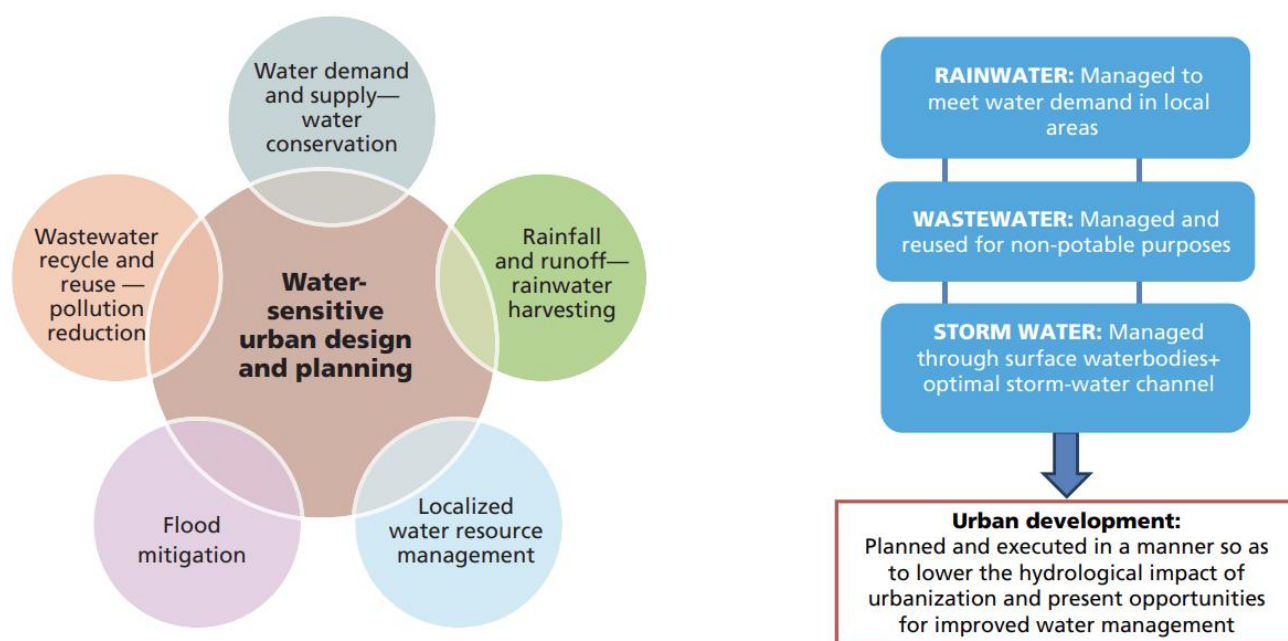 Water demand
and supply—
water
conservation
Wastewater
recycle and
reuse —
pollution
reduction
Water-
sensitive
urban design
and planning
Rainfall
and runoff—
rainwater
harvesting
Flood
mitigation
Localized
water resource
management
RAINWATER: Managed to
meet water demand in local
areas
WASTEWATER: Managed and
reused for non-potable purposes
STORM WATER: Managed
through surface waterbodies+
optimal storm-water channel
Urban development:
Planned and executed in a manner so as
to lower the hydrological impact of
urbanization and present opportunities
for improved water management